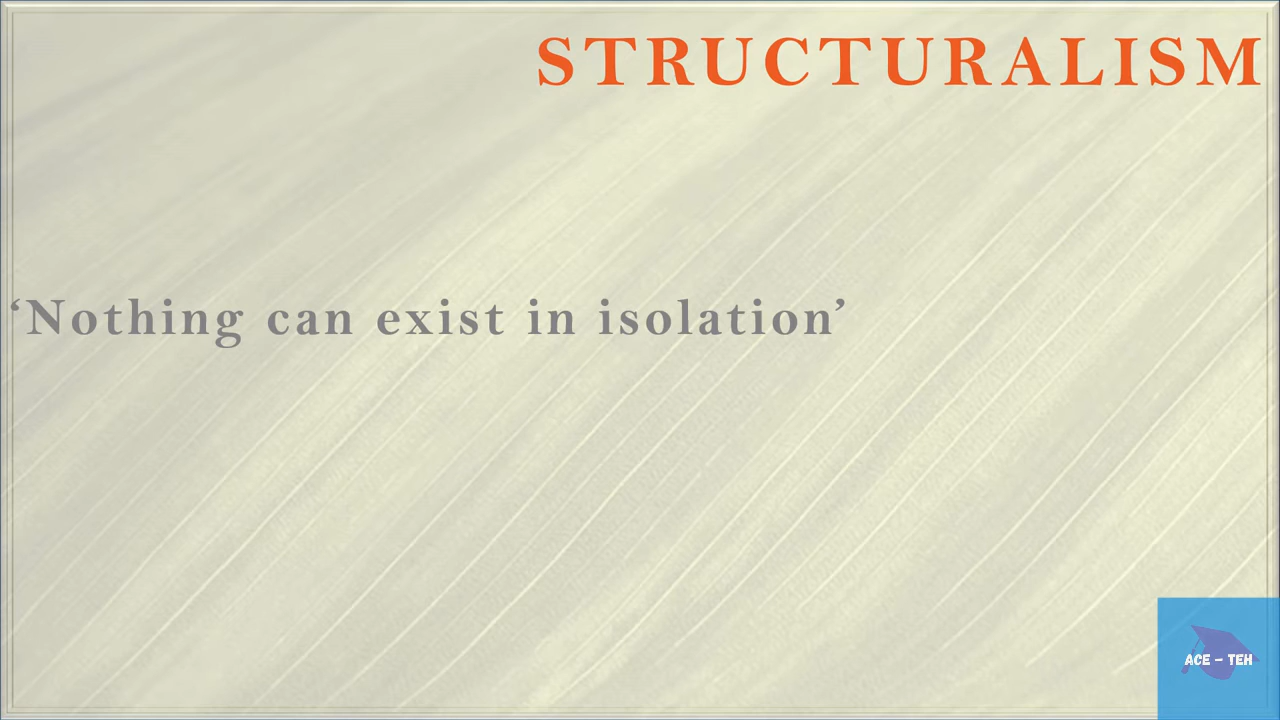 STRUCTURALISM
‘Nothing can exist in isolation’
ACE – TEH